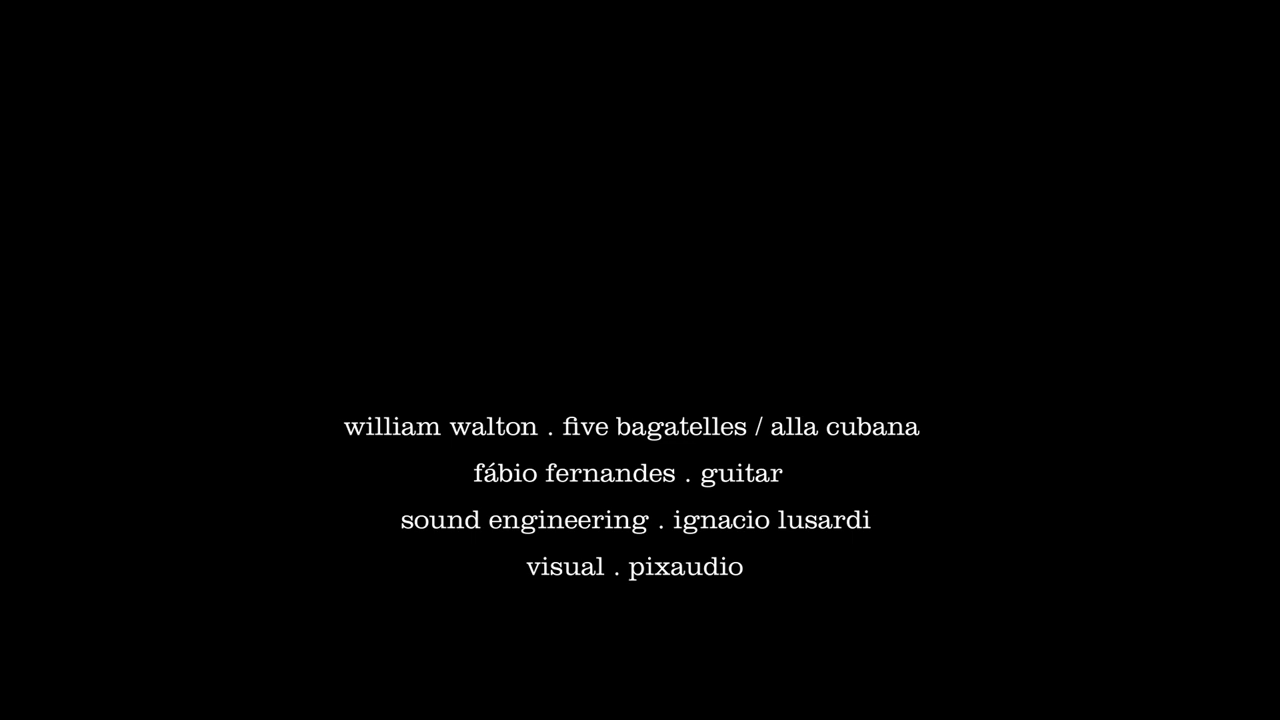 william walton . five bagatelles / alla cubana
fábio fernandes . guitar
sound engineering . ignacio lusardi
visual . pixaudio